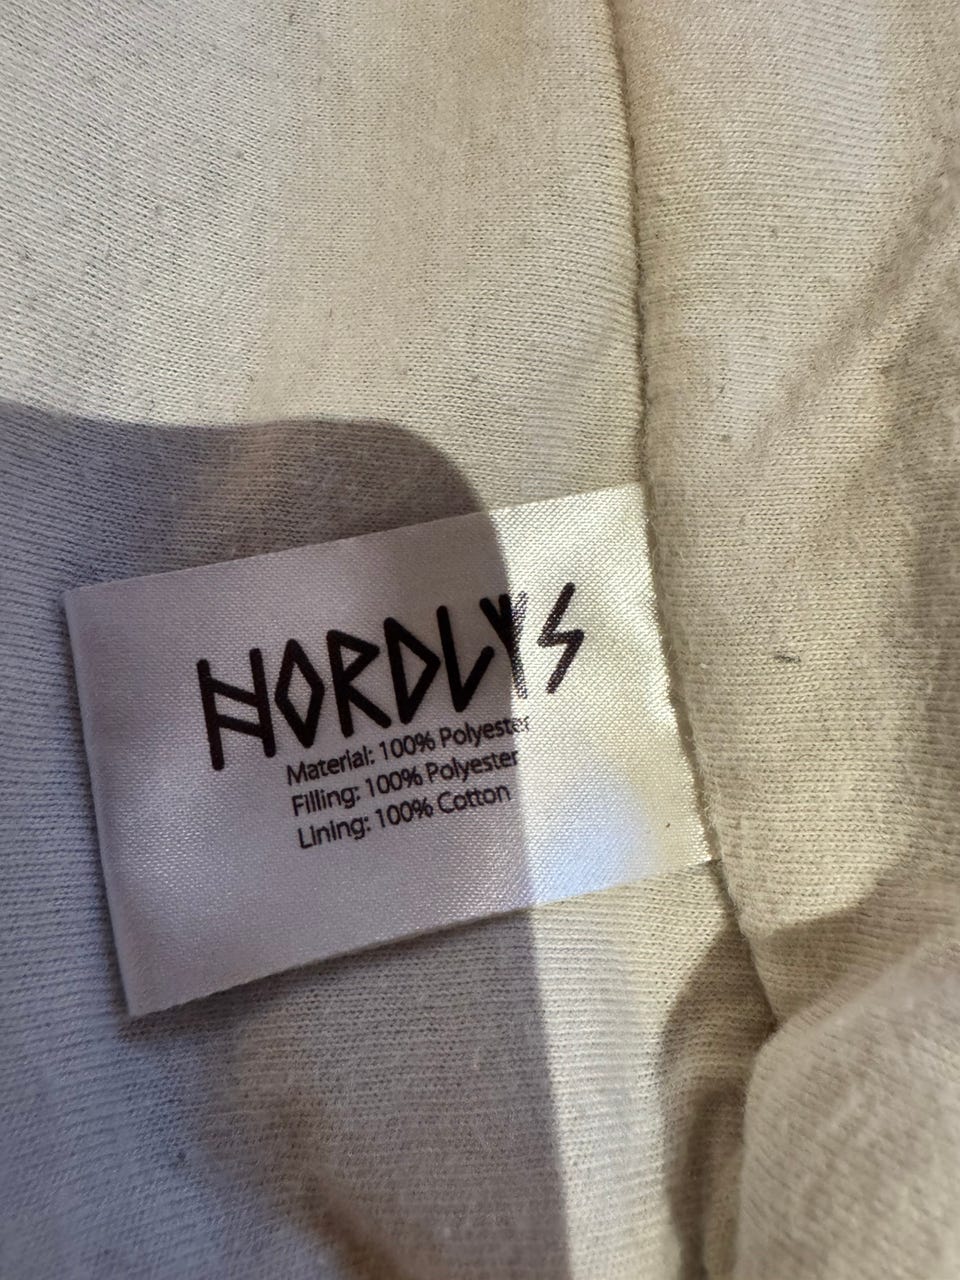 NORDLYS
Material: 100% Polyester
Filling: 100% Polyester
Lining: 100% Cotton